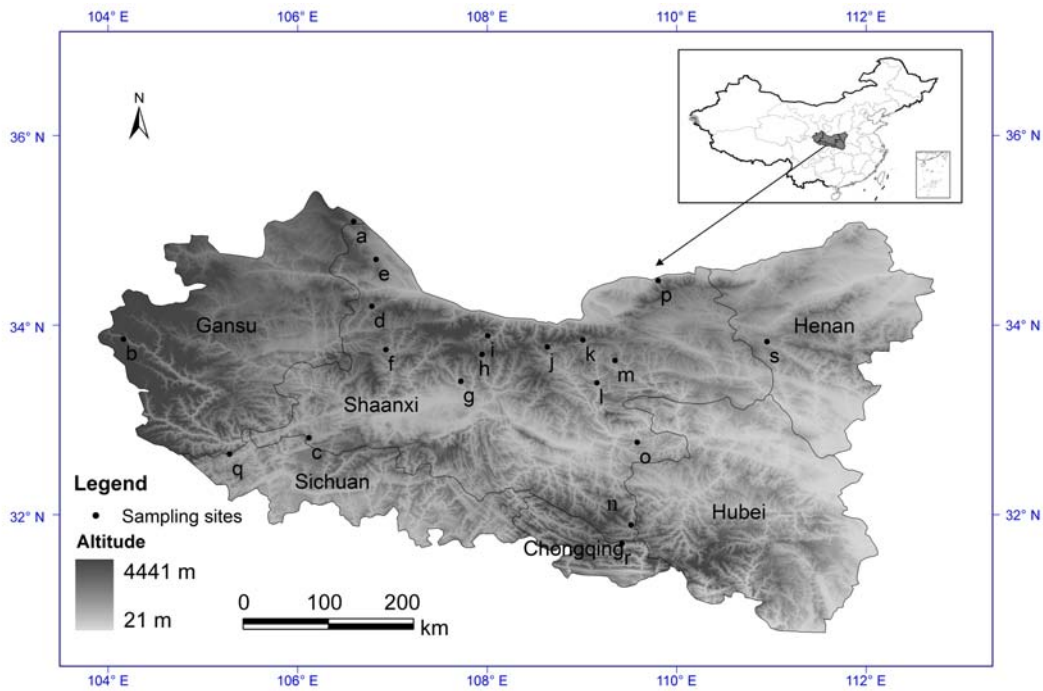 104° E 106° E 108° E 110° E 112° E
N
36° N 36° N
a
e
p
d
Gansu 34° N Henan 34° N
b
f
i
j
k
s
h
m
g
l
Shaanxi
c
o
q
Sichuan
Legend
Sampling sites
n
Hubei
32° N 32° N
Altitude
Chongqing
r
4441 m
21 m
0 100 200
km
104° E 106° E 108° E 110° E 112° E